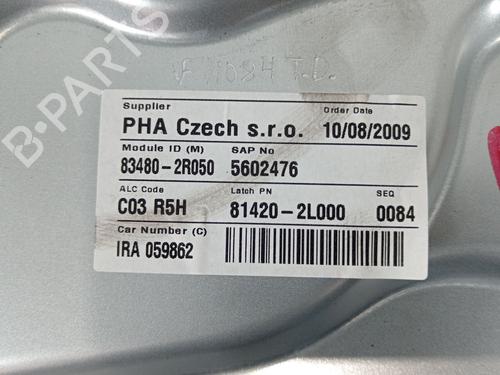 B-PARTS
Supplier Order Date
PHA Czech s.r.o. 10/08/2009
Module ID (M) SAP No
83480-2R050 5602476
ALC Code Latch PN SEQ
C03 R5H 81420-2L000 0084
Car Number (C)
IRA 059862